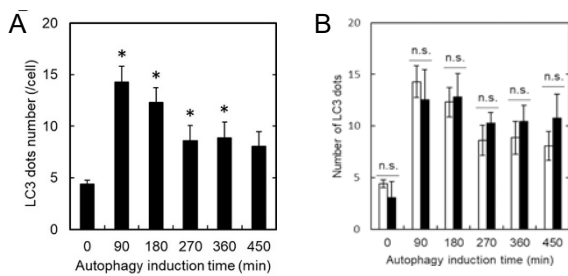 A
LC3 dots number (/cell)
20
15
10
5
0
*
*
*
*
0 90 180 270 360 450
Autophagy induction time (min)
B
Number of LC3 dots
20
15
10
5
0
n.s.
n.s.
n.s.
n.s.
n.s.
n.s.
0 90 180 270 360 450
Autophagy induction time (min)